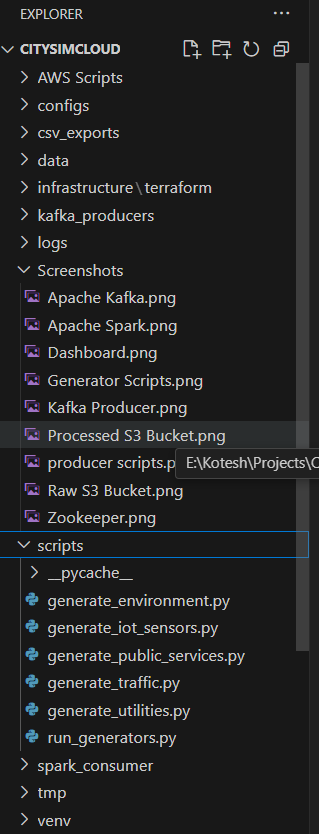 EXPLORER
CITYSIMCLOUD
AWS Scripts
configs
csv_exports
data
infrastructure\terraform
kafka_producers
logs
Screenshots
Apache Kafka.png
Apache Spark.png
Dashboard.png
Generator Scripts.png
Kafka Producer.png
Processed S3 Bucket.png
producer scripts.p E:\Kotesh\Projects\C
Raw S3 Bucket.png
Zookeeper.png
scripts
__pycache__
generate_environment.py
generate_iot_sensors.py
generate_public_services.py
generate_traffic.py
generate_utilities.py
run_generators.py
spark_consumer
tmp
venv